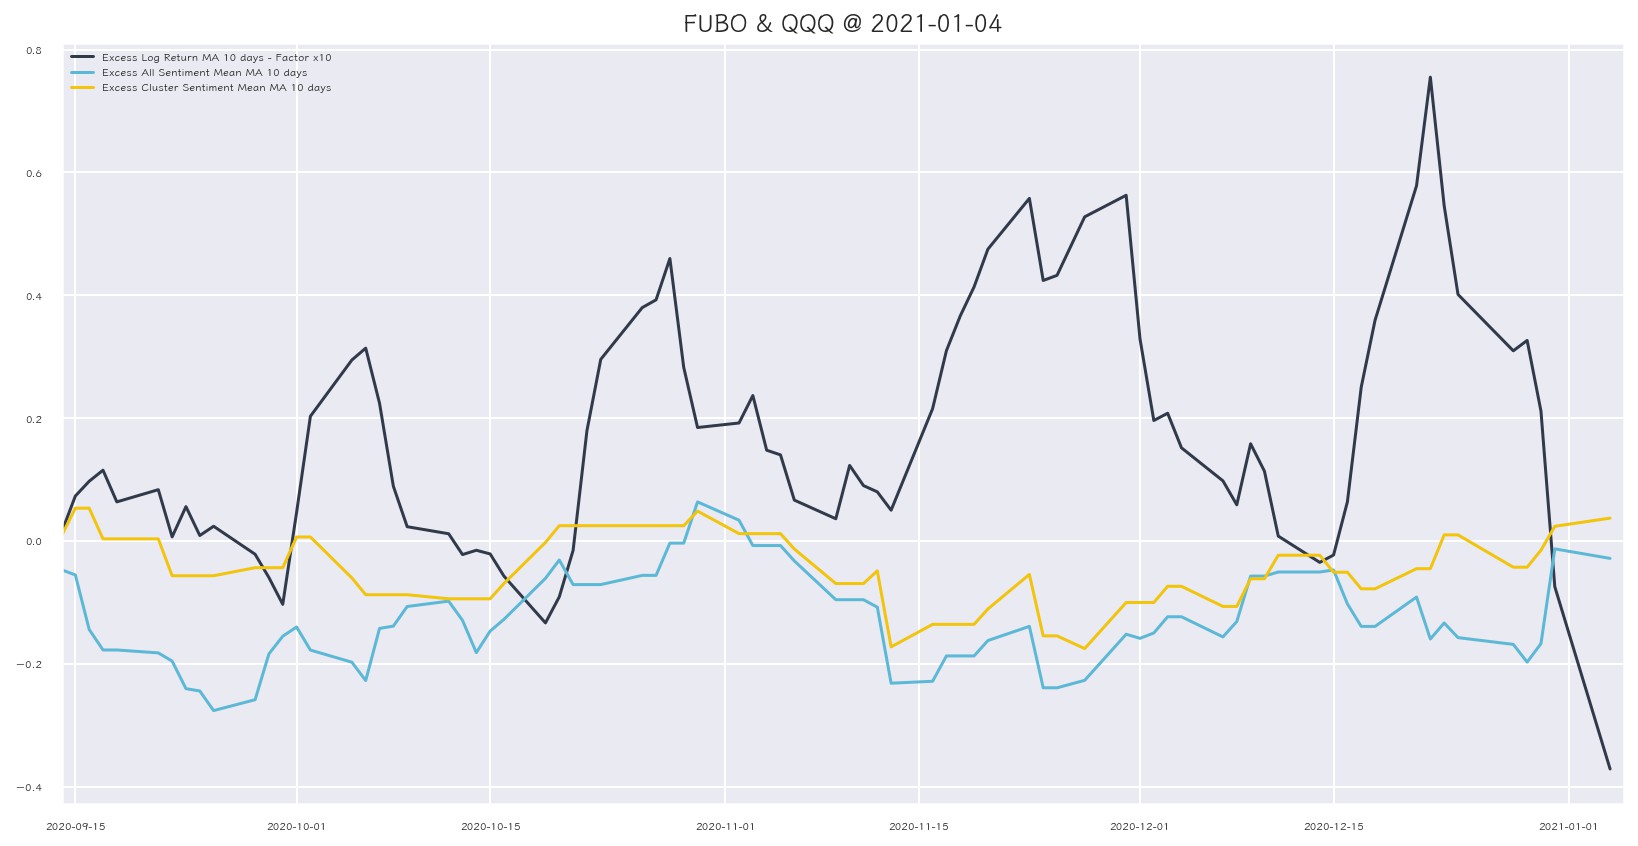 FUBO & QQQ @ 2021-01-04
Excess Log Return MA 10 days - Factor x10
Excess All Sentiment Mean MA 10 days
Excess Cluster Sentiment Mean MA 10 days
0.8
0.6
0.4
0.2
0.0
−0.2
−0.4
2020-09-15 2020-10-01 2020-10-15 2020-11-01 2020-11-15 2020-12-01 2020-12-15 2021-01-01